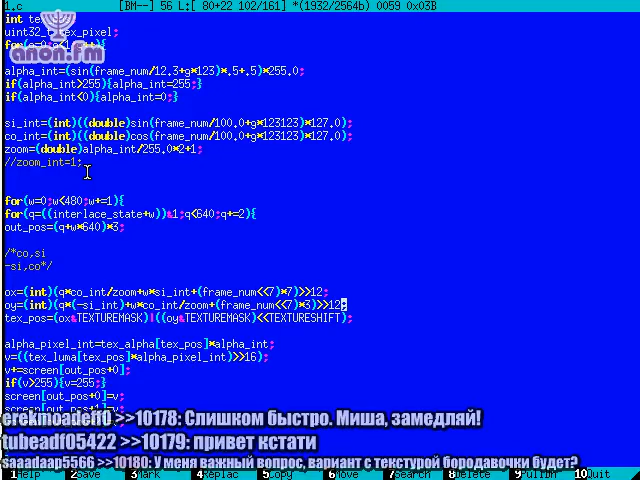 1.c [BM--] 56 L:[ 80+22 102/161] *(1932/2564b) 0059 0x03B
int te
uint32_t tex_pixel;
anon.fm
alpha_int=(sin(frame_num/12.3+g*123)*.5+.5)*255.0;
if(alpha_int>255){alpha_int=255;}
if(alpha_int<0){alpha_int=0;}
si_int=(int)((double)sin(frame_num/100.0+g*123123)*127.0);
co_int=(int)((double)cos(frame_num/100.0+g*123123)*127.0);
zoom=(double)alpha_int/255.0*2+1;
//zoom_int=1;
for(w=0;w<480;w+=1){
for(q=((interlace_state+w))&1;q<640;q+=2){
out_pos=(q+w*640)*3;
/*co,si
-si,co*/
ox=(int)(q*co_int/zoom+w*si_int+(frame_num<<7)*7)>>12;
oy=(int)(q*(-si_int)+w*co_int/zoom+(frame_num<<7)*3)>>12;
tex_pos=(ox&TEXTUREMASK)|((oy&TEXTUREMASK)<<TEXTURESHIFT);
alpha_pixel_int=tex_alpha[tex_pos]*alpha_int;
v=((tex_luma[tex_pos]*alpha_pixel_int)>>16);
v+=screen[out_pos+0];
if(v>255){v=255;}
screen[out_pos+0]=v;
screen[out_pos+1]=v;
erekmoadef0 >>10178: Слишком быстро. Миша, замедляй!
tubeadf05422 >>10179: привет кстати
saaadaap5566 >>10180: У меня важный вопрос, вариант с текстурой бородавочки будет?
1Help 2Save 3Mark 4Replac 5Copy 6Move 7Search 8Delete 9PullDn 10Quit